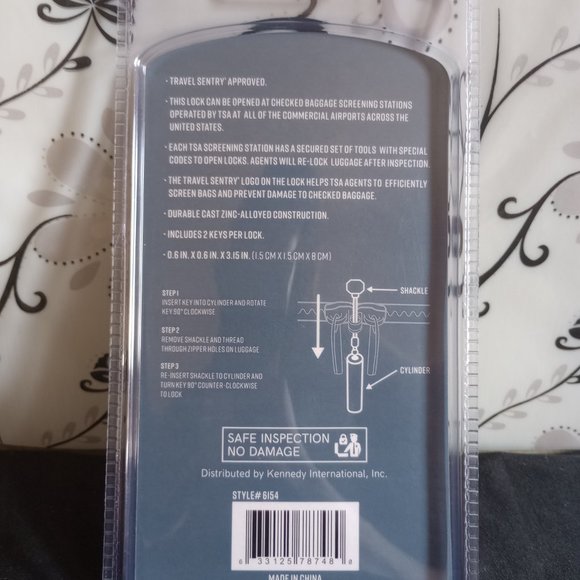 • TRAVEL SENTRY® APPROVED.
• THIS LOCK CAN BE OPENED AT CHECKED BAGGAGE SCREENING STATIONS
OPERATED BY TSA AT ALL OF THE COMMERCIAL AIRPORTS ACROSS THE
UNITED STATES.
• EACH TSA SCREENING STATION HAS A SECURED SET OF TOOLS WITH SPECIAL
CODES TO OPEN LOCKS. AGENTS WILL RE-LOCK LUGGAGE AFTER INSPECTION.
• THE TRAVEL SENTRY® LOGO ON THE LOCK HELPS TSA AGENTS TO EFFICIENTLY
SCREEN BAGS AND PREVENT DAMAGE TO CHECKED BAGGAGE.
• DURABLE CAST ZINC-ALLOYED CONSTRUCTION.
• INCLUDES 2 KEYS PER LOCK.
• 0.6 IN. X 0.6 IN. X 3.15 IN. (1.5 CM X 1.5 CM X 8 CM)
STEP 1
INSERT KEY INTO CYLINDER AND ROTATE
KEY 90° CLOCKWISE
STEP 2
REMOVE SHACKLE AND THREAD
THROUGH ZIPPER HOLES ON LUGGAGE
STEP 3
RE-INSERT SHACKLE TO CYLINDER AND
TURN KEY 90° COUNTER-CLOCKWISE
TO LOCK
SHACKLE
CYLINDER
SAFE INSPECTION
NO DAMAGE
Distributed by Kennedy International, Inc.
STYLE# 6154
6 33125 78748 0
MADE IN CHINA